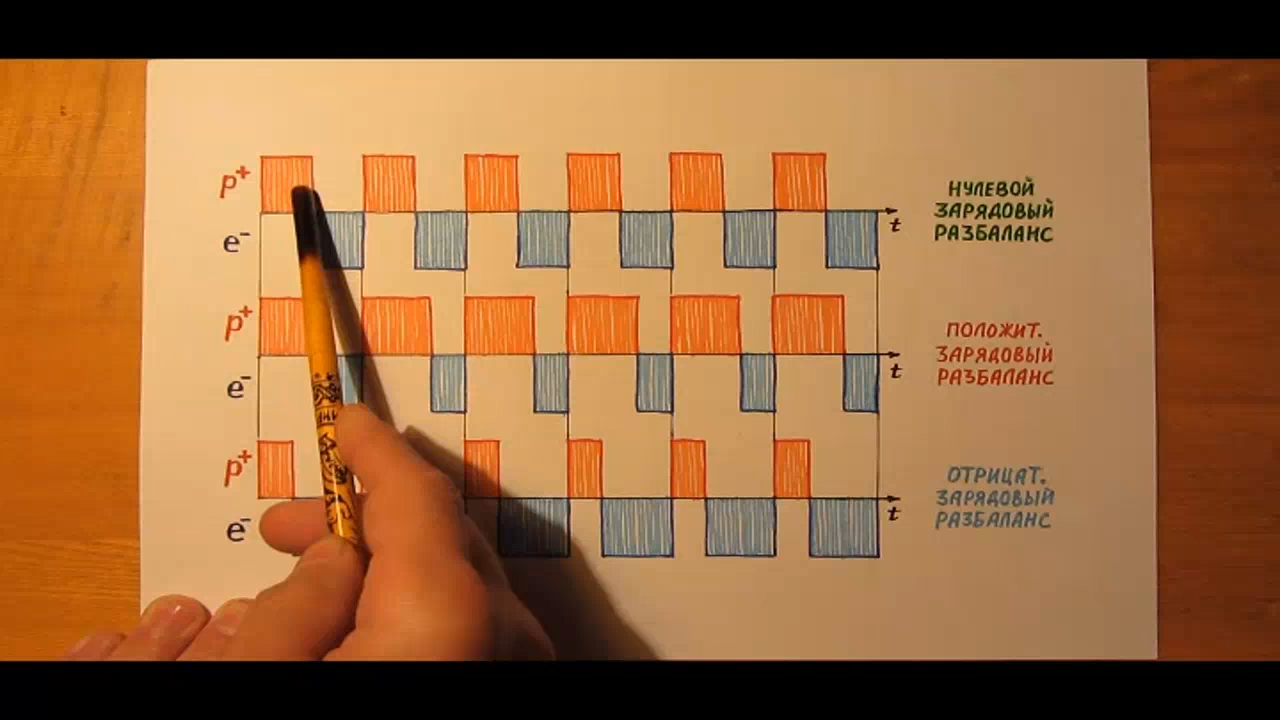 p⁺
e⁻
t
НУЛЕВОЙ
ЗАРЯДОВЫЙ
РАЗБАЛАНС
p⁺
e⁻
t
ПОЛОЖИТ.
ЗАРЯДОВЫЙ
РАЗБАЛАНС
p⁺
e⁻
t
ОТРИЦАТ.
ЗАРЯДОВЫЙ
РАЗБАЛАНС